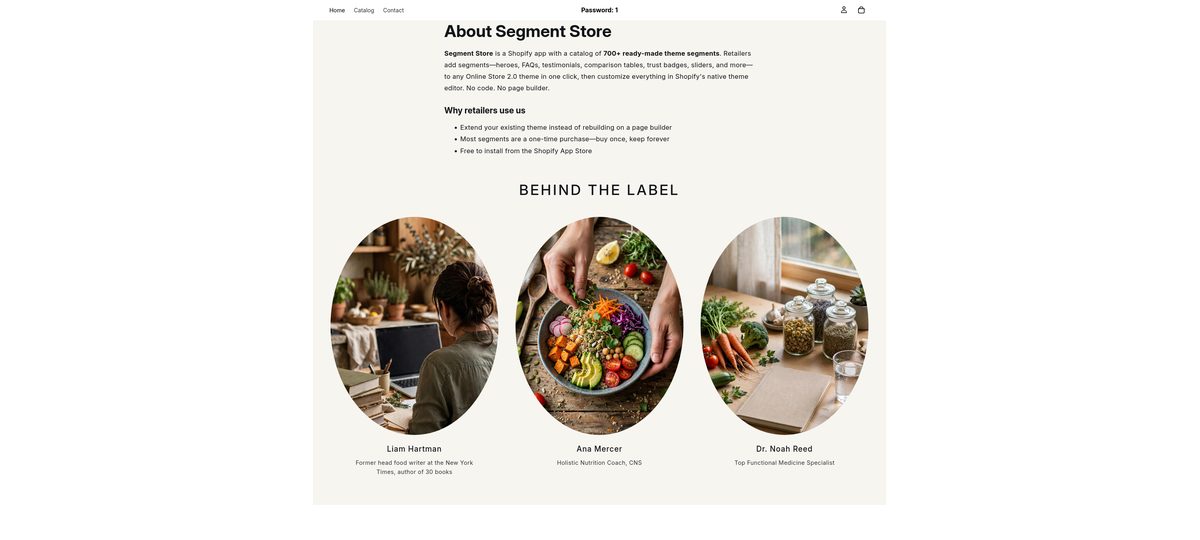 Home Catalog Contact Password: 1
About Segment Store
Segment Store is a Shopify app with a catalog of 700+ ready-made theme segments. Retailers
add segments—heroes, FAQs, testimonials, comparison tables, trust badges, sliders, and more—
to any Online Store 2.0 theme in one click, then customize everything in Shopify's native theme
editor. No code. No page builder.
Why retailers use us
• Extend your existing theme instead of rebuilding on a page builder
• Most segments are a one-time purchase—buy once, keep forever
• Free to install from the Shopify App Store
BEHIND THE LABEL
Liam Hartman
Former head food writer at the New York
Times, author of 30 books
Ana Mercer
Holistic Nutrition Coach, CNS
Dr. Noah Reed
Top Functional Medicine Specialist